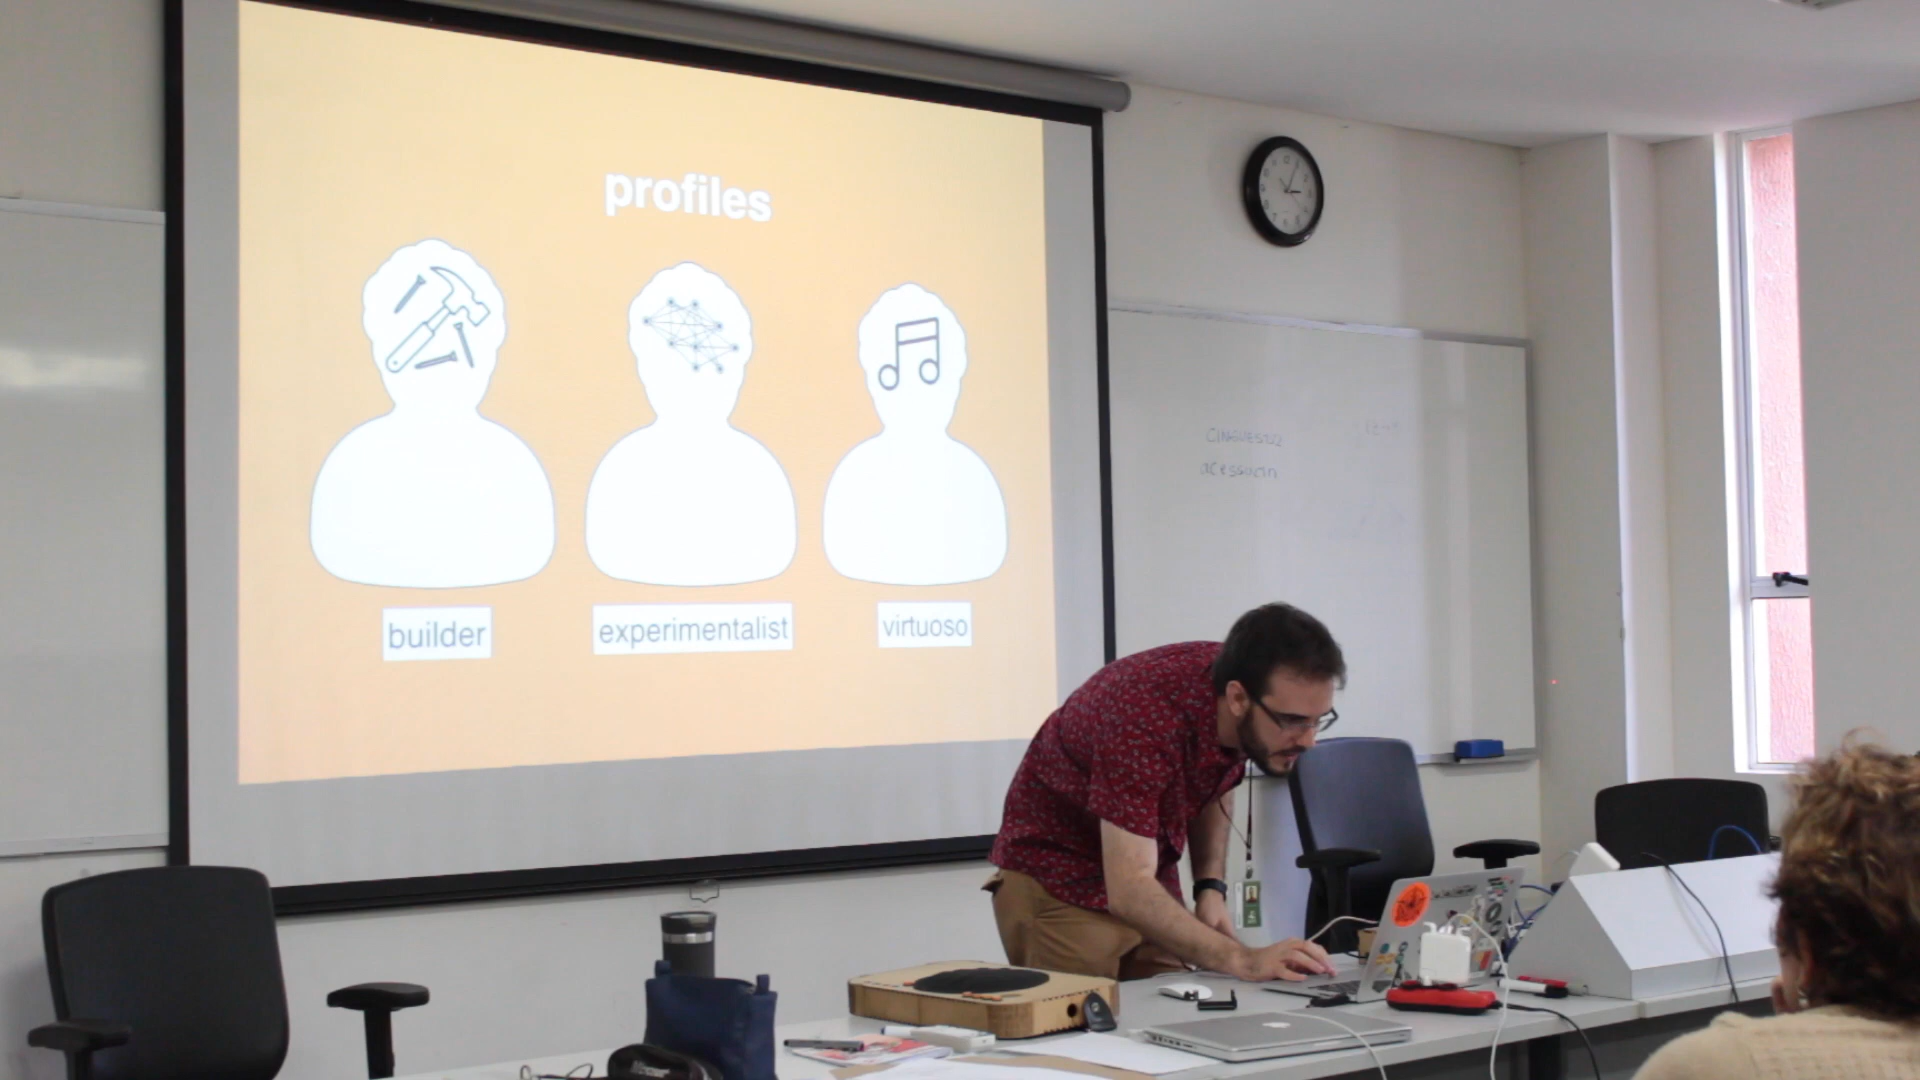 profiles
builder
experimentalist
virtuoso